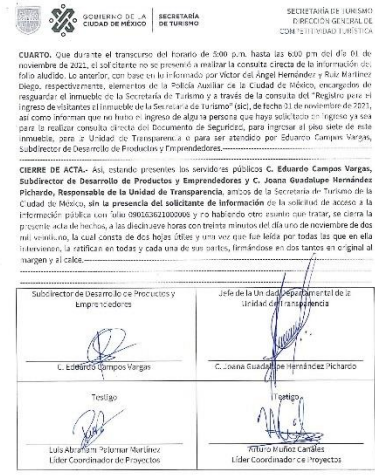 GOBIERNO DE LA
CIUDAD DE MÉXICO
SECRETARÍA
DE TURISMO
SECRETARÍA DE TURISMO
DIRECCIÓN GENERAL DE
COMPETITIVIDAD TURÍSTICA
CUARTO. Que durante el transcurso del horario de 5:00 p.m. hasta las 6:00 pm del día 01 de
noviembre de 2021, el solicitante no se presentó a realizar la consulta directa de la información del
folio aludido. Lo anterior, con base en lo informado por Víctor del Ángel Hernández y Ruiz Martínez
Diego, respectivamente, elementos de la Policía Auxiliar de la Ciudad de México, encargados de
resguardar el inmueble de la Secretaría de Turismo y a través de la consulta del "Registro para el
ingreso de visitantes al inmueble de la Secretaría de Turismo" (sic), de fecha 01 de noviembre de 2021,
así como informan que no hubo el ingreso de alguna persona que haya solicitado en ingreso ya sea
para la realizar consulta directa del Documento de Seguridad, para ingresar al piso siete de este
inmueble, para ir a Unidad de Transparencia o para ser atendido por Eduardo Campos Vargas,
Subdirector de Desarrollo de Productos y Emprendedores.
CIERRE DE ACTA.- Así, estando presentes los servidores públicos C. Eduardo Campos Vargas,
Subdirector de Desarrollo de Productos y Emprendedores y C. Joana Guadalupe Hernández
Pichardo, Responsable de la Unidad de Transparencia, ambos de la Secretaría de Turismo de la
Ciudad de México, sin la presencia del solicitante de información de la solicitud de acceso a la
información pública con folio 090163621000006 y no habiendo otro asunto que tratar, se cierra la
presente acta de hechos, a las diecinueve horas con treinta minutos del día uno de noviembre de dos
mil veintiuno, la cual consta de dos hojas útiles y una vez que fue leída por todas las que en ella
intervienen, la ratifican en todas y cada una de sus partes, firmándose en dos tantos en original al
margen y al calce.
Subdirector de Desarrollo de Productos y
Emprendedores
C. Eduardo Campos Vargas
Jefe de la Unidad Departamental de la
Unidad de Transparencia
C. Joana Guadalupe Hernández Pichardo
Testigo
Luis Abraham Palomar Martínez
Líder Coordinador de Proyectos
Testigo
Arturo Muñoz Canales
Líder Coordinador de Proyectos